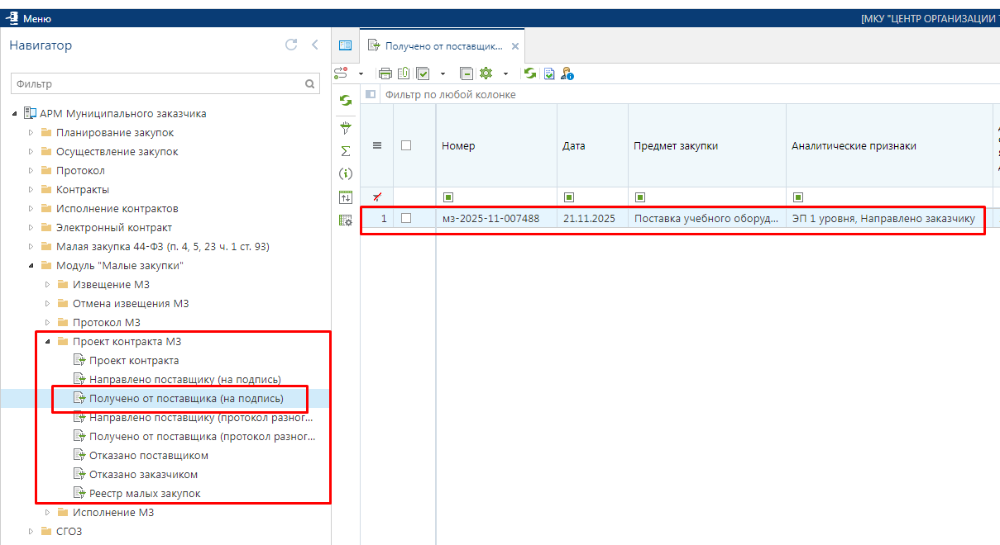 Меню
[МКУ "ЦЕНТР ОРГАНИЗАЦИИ
Навигатор
Фильтр
АРМ Муниципального заказчика
Планирование закупок
Осуществление закупок
Протокол
Контракты
Исполнение контрактов
Электронный контракт
Малая закупка 44-ФЗ (п. 4, 5, 23 ч. 1 ст. 93)
Модуль "Малые закупки"
Извещение МЗ
Отмена извещения МЗ
Протокол МЗ
Проект контракта МЗ
Проект контракта
Направлено поставщику (на подпись)
Получено от поставщика (на подпись)
Направлено поставщику (протокол разног...
Получено от поставщика (протокол разног...
Отказано поставщиком
Отказано заказчиком
Реестр малых закупок
Исполнение МЗ
СГОЗ
Получено от поставщик...
Фильтр по любой колонке
Номер Дата Предмет закупки Аналитические признаки
1 мз-2025-11-007488 21.11.2025 Поставка учебного оборуд... ЭП 1 уровня, Направлено заказчику